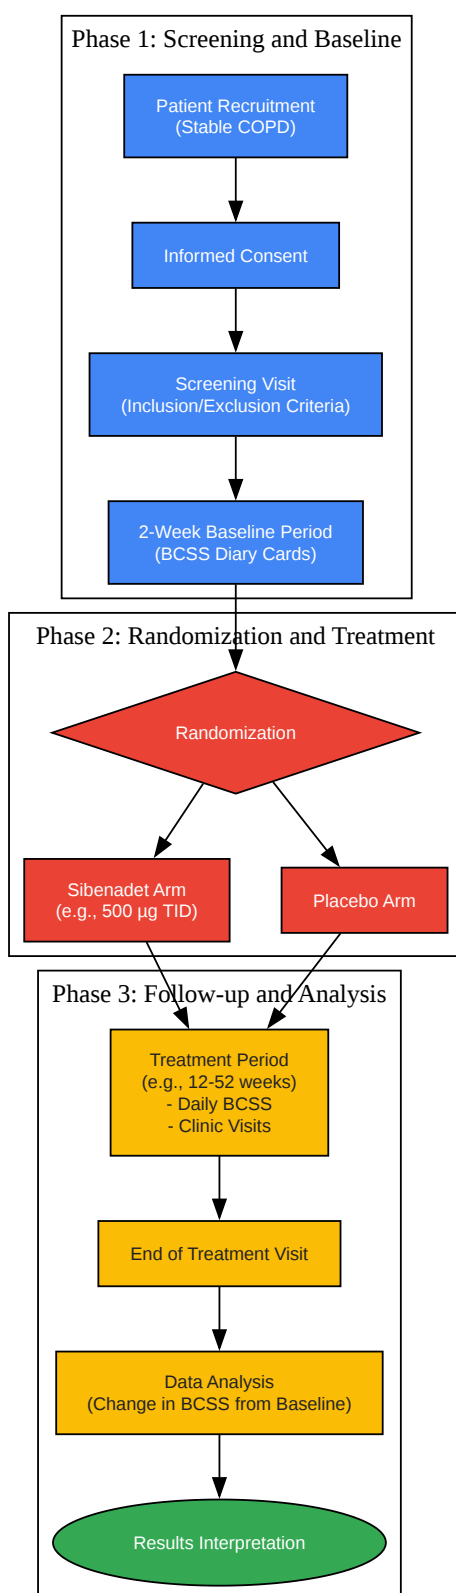 Phase 1: Screening and Baseline
Patient Recruitment
(Stable COPD)
Informed Consent
Screening Visit
(Inclusion/Exclusion Criteria)
2-Week Baseline Period
(BCSS Diary Cards)
Phase 2: Randomization and Treatment
Randomization
Sibenadet Arm
(e.g., 500 µg TID)
Placebo Arm
Phase 3: Follow-up and Analysis
Treatment Period
(e.g., 12-52 weeks)
- Daily BCSS
- Clinic Visits
End of Treatment Visit
Data Analysis
(Change in BCSS from Baseline)
Results Interpretation